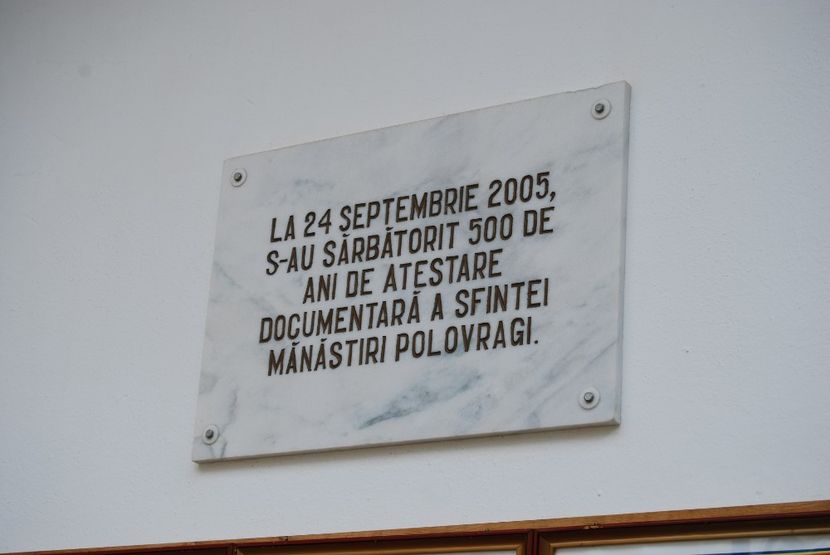 LA 24 SEPTEMBRIE 2005,
S-AU SĂRBĂTORIT 500 DE
ANI DE ATESTARE
DOCUMENTARĂ A SFINTEI
MĂNĂSTIRI POLOVRAGI.